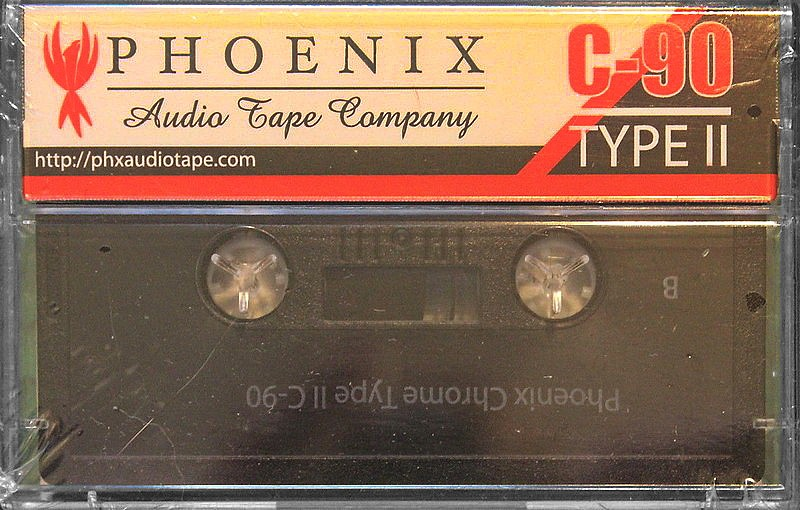 PHOENIX
Audio Tape Company
http://phxaudiotape.com
C-90
TYPE II
B
Phoenix Chrome Type II C-90